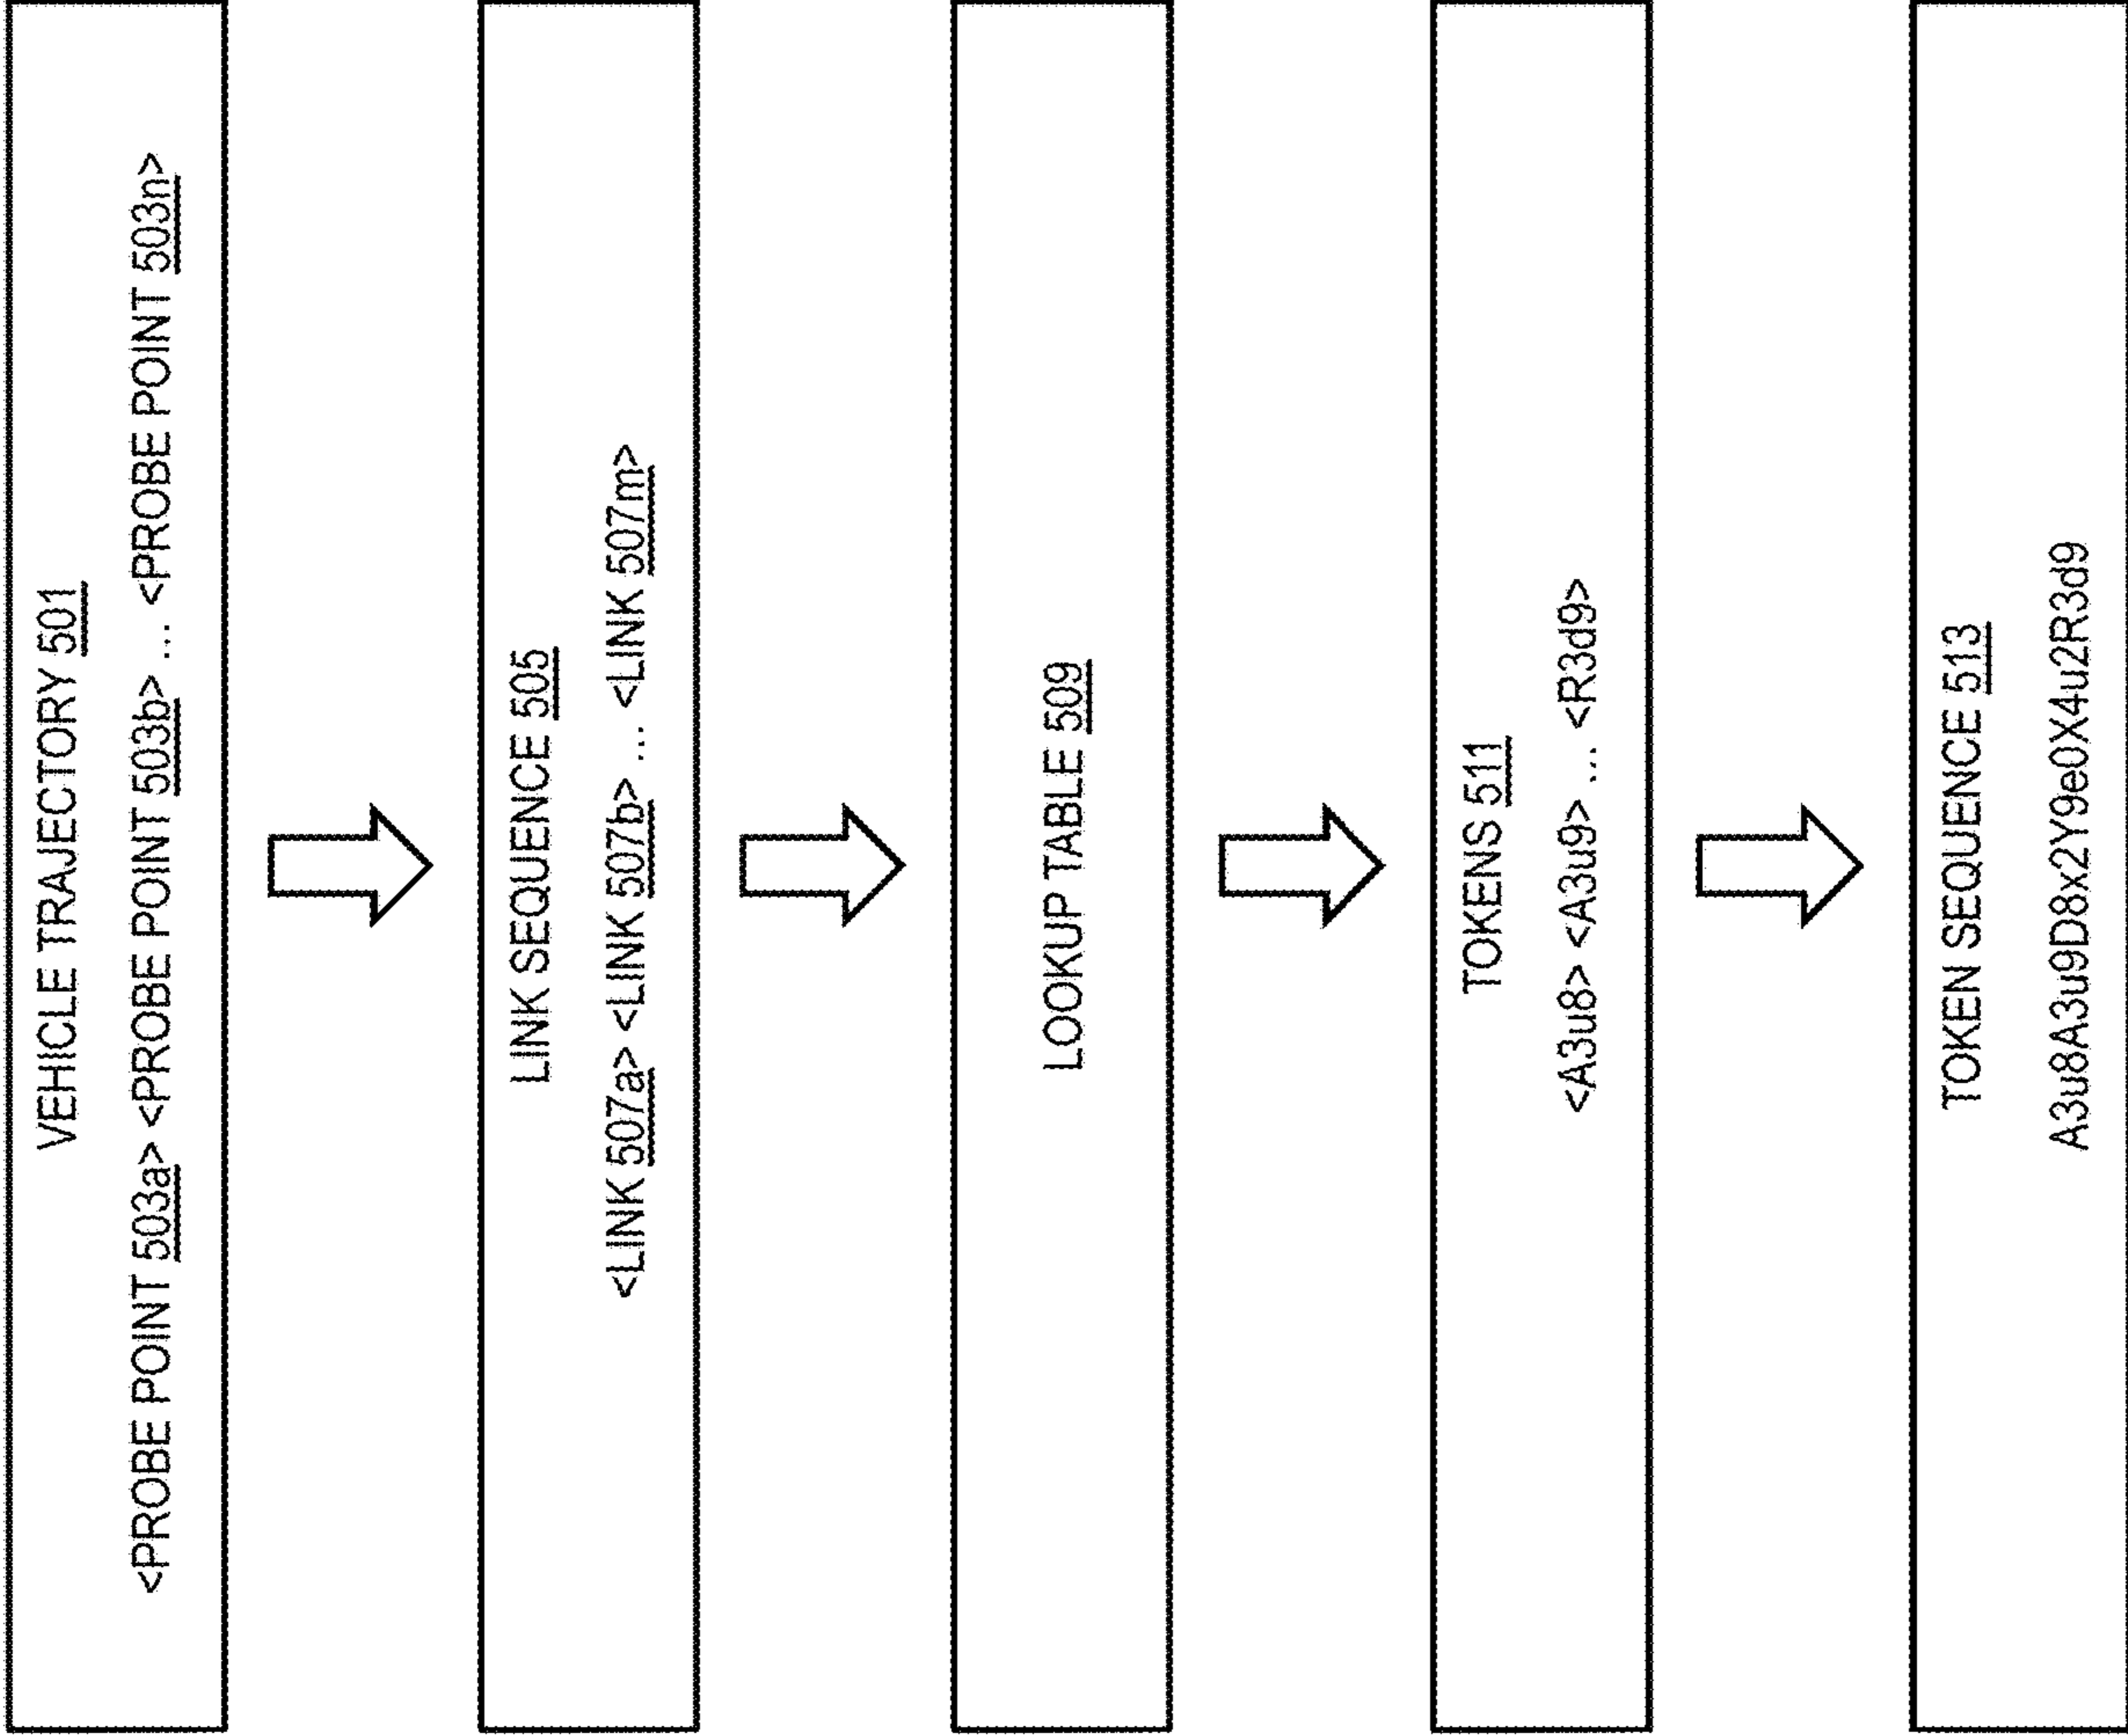 VEHICLE TRAJECTORY 501
<PROBE POINT 503a> <PROBE POINT 503b> ... <PROBE POINT 503n>
LINK SEQUENCE 505
<LINK 507a> <LINK 507b> ... <LINK 507m>
LOOKUP TABLE 509
TOKENS 511
<A3u8> <A3u9> ... <R3d9>
TOKEN SEQUENCE 513
A3u8A3u9D8x2Y9e0X4u2R3d9